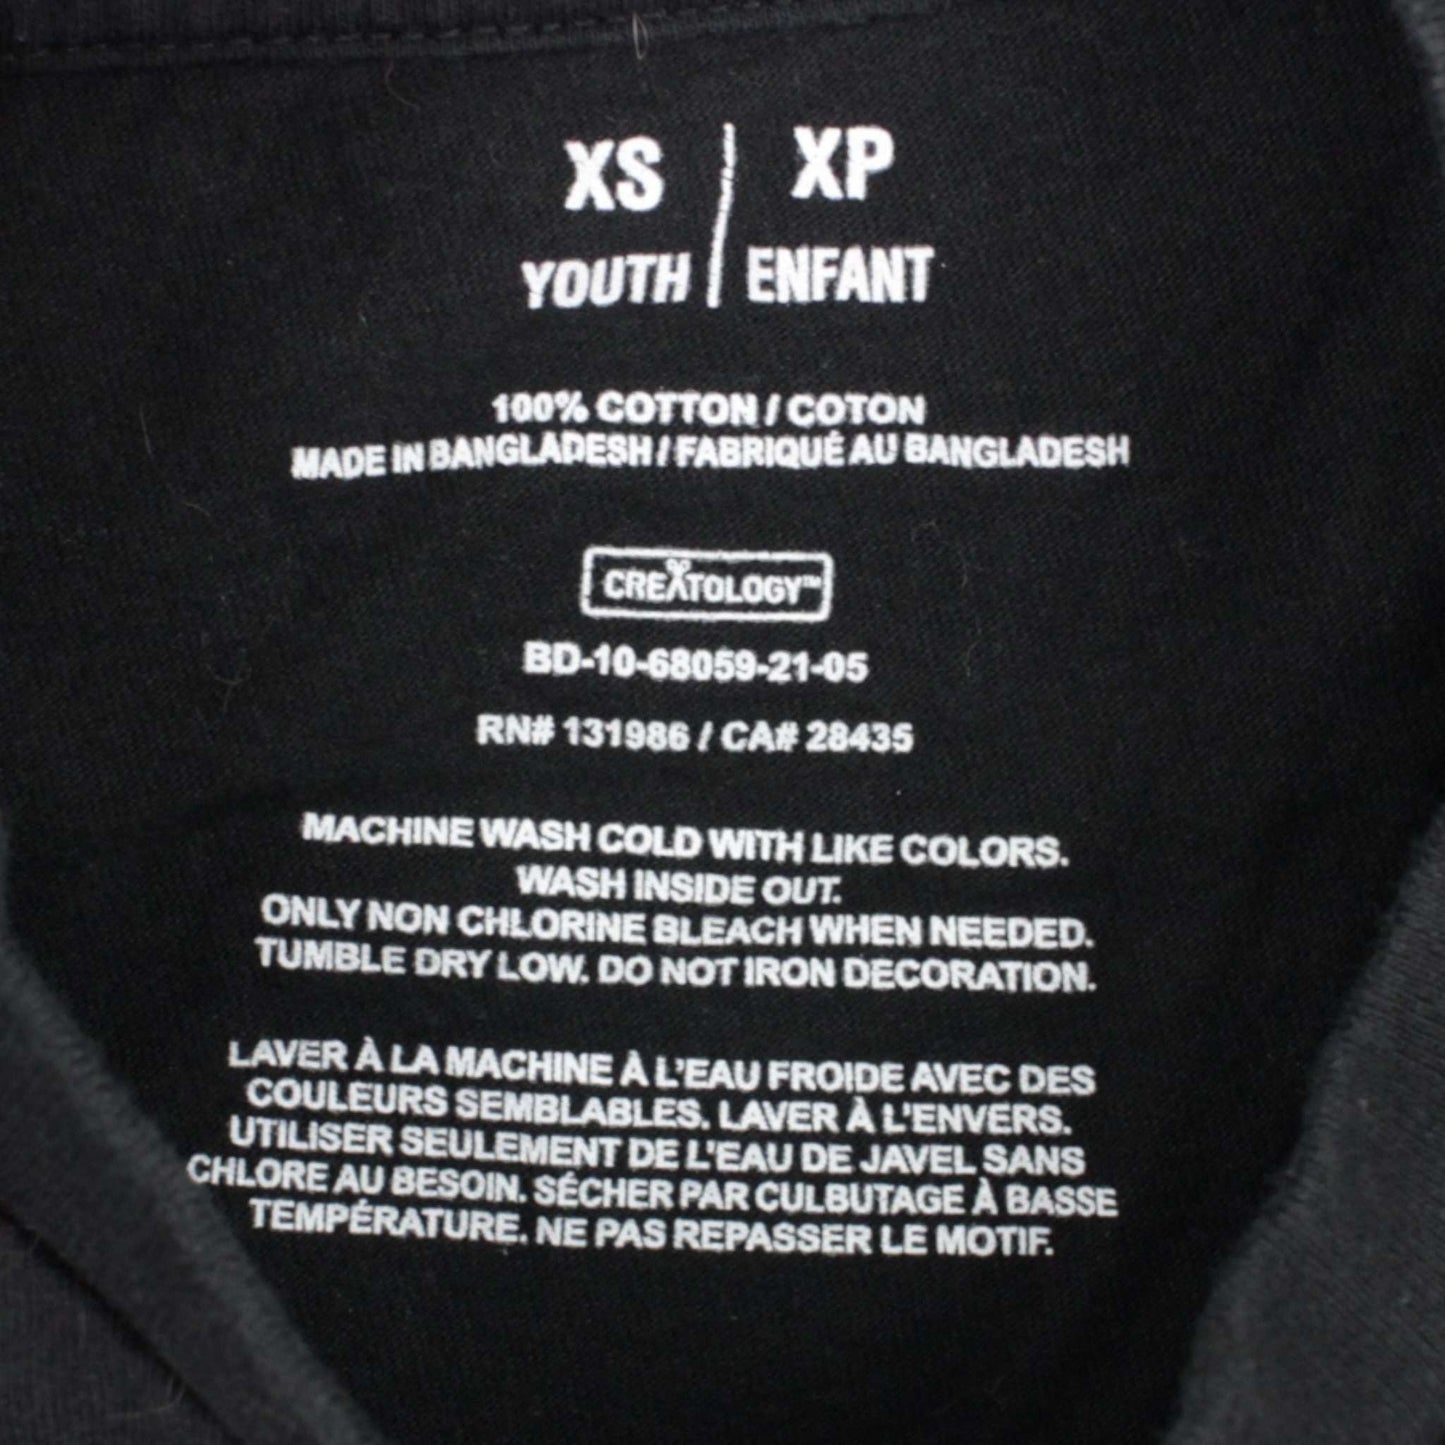 XS | XP
YOUTH | ENFANT
100% COTTON / COTON
MADE IN BANGLADESH / FABRIQUÉ AU BANGLADESH
CREATOLOGY™
BD-10-68059-21-05
RN# 131986 / CA# 28435
MACHINE WASH COLD WITH LIKE COLORS.
WASH INSIDE OUT.
ONLY NON CHLORINE BLEACH WHEN NEEDED.
TUMBLE DRY LOW. DO NOT IRON DECORATION.
LAVER À LA MACHINE À L'EAU FROIDE AVEC DES
COULEURS SEMBLABLES. LAVER À L'ENVERS.
UTILISER SEULEMENT DE L'EAU DE JAVEL SANS
CHLORE AU BESOIN. SÉCHER PAR CULBUTAGE À BASSE
TEMPÉRATURE. NE PAS REPASSER LE MOTIF.